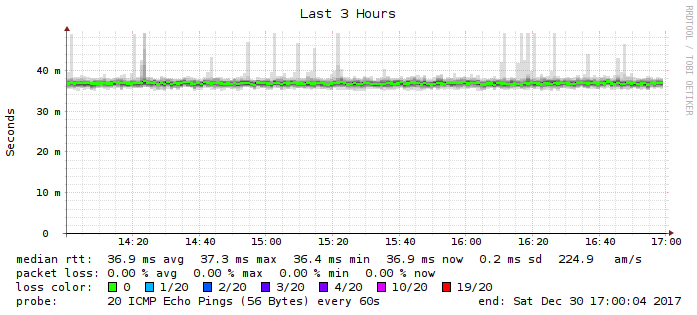 Last 3 Hours
RRDTOOL / TOBI OETIKER
Seconds
40 m
30 m
20 m
10 m
0
14:20 14:40 15:00 15:20 15:40 16:00 16:20 16:40 17:00
median rtt: 36.9 ms avg 37.3 ms max 36.4 ms min 36.9 ms now 0.2 ms sd 224.9 am/s
packet loss: 0.00 % avg 0.00 % max 0.00 % min 0.00 % now
loss color: 0 1/20 2/20 3/20 4/20 10/20 19/20
probe: 20 ICMP Echo Pings (56 Bytes) every 60s end: Sat Dec 30 17:00:04 2017